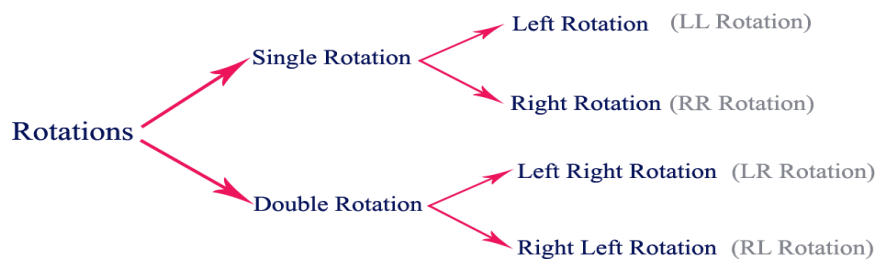 Left Rotation (LL Rotation)
Single Rotation
Right Rotation (RR Rotation)
Rotations
Left Right Rotation (LR Rotation)
Double Rotation
Right Left Rotation (RL Rotation)